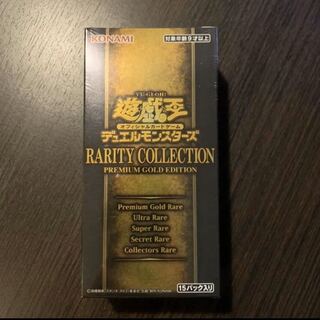 KONAMI
対象年齢9才以上
YU-GI-OH!
遊戯王
オフィシャルカードゲーム
デュエルモンスターズ
RARITY COLLECTION
PREMIUM GOLD EDITION
Premium Gold Rare
Ultra Rare
Super Rare
Secret Rare
Collectors Rare
15パック入り